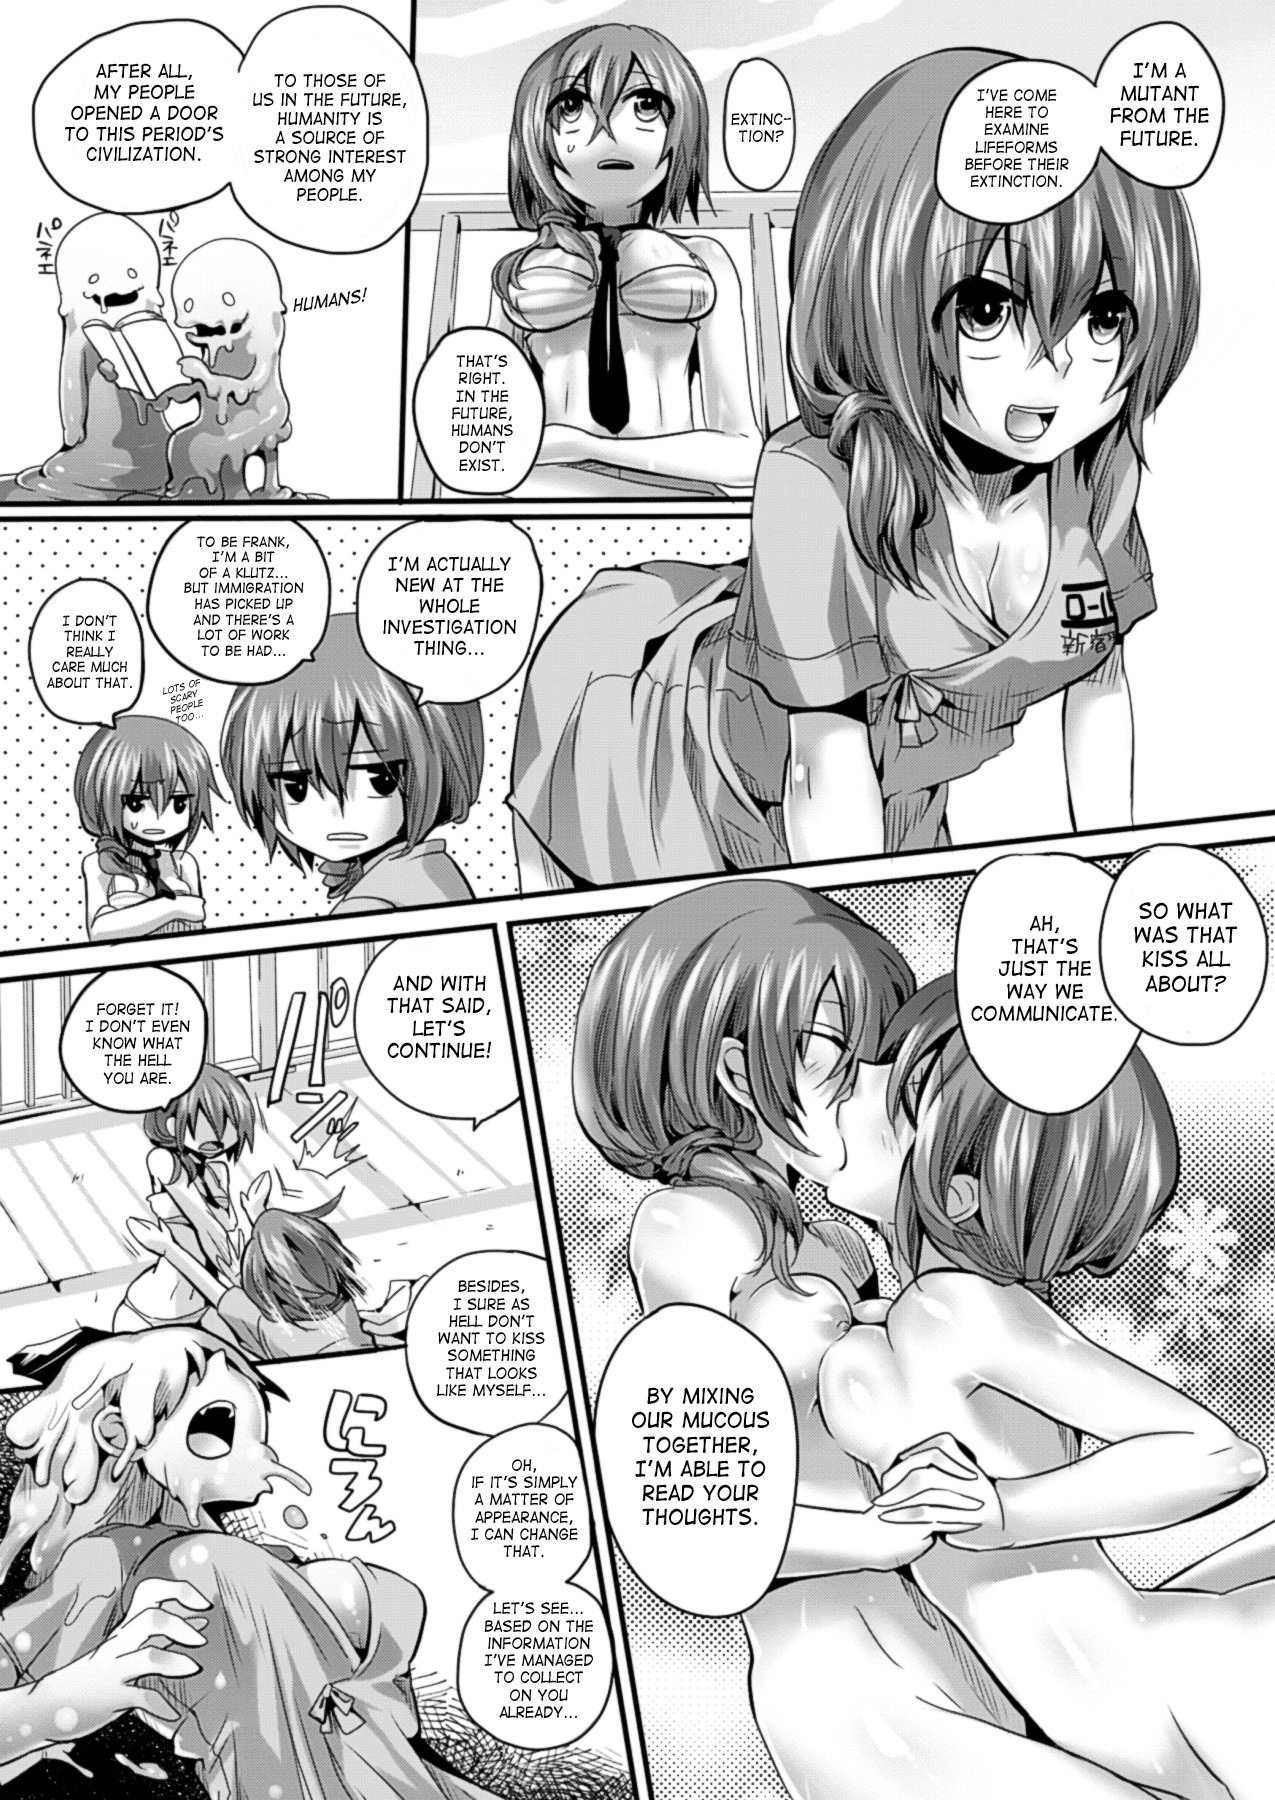 I'M A
MUTANT
FROM THE
FUTURE.
I'VE COME
HERE TO
EXAMINE
LIFEFORMS
BEFORE THEIR
EXTINCTION.
EXTINC-
TION?
THAT'S
RIGHT.
IN THE
FUTURE,
HUMANS
DON'T
EXIST.
TO THOSE OF
US IN THE FUTURE,
HUMANITY IS
A SOURCE OF
STRONG INTEREST
AMONG MY
PEOPLE.
AFTER ALL,
MY PEOPLE
OPENED A DOOR
TO THIS PERIOD'S
CIVILIZATION.
HUMANS!
ロール
新宿
I'M ACTUALLY
NEW AT THE
WHOLE
INVESTIGATION
THING...
TO BE FRANK,
I'M A BIT
OF A KLUTZ...
BUT IMMIGRATION
HAS PICKED UP
AND THERE'S A
LOT OF WORK
TO BE HAD...
LOTS OF
SCARY
PEOPLE
TOO...
I DON'T
THINK I
REALLY
CARE MUCH
ABOUT THAT.
SO WHAT
WAS THAT
KISS ALL
ABOUT?
AH,
THAT'S
JUST THE
WAY WE
COMMUNICATE.
BY MIXING
OUR MUCOUS
TOGETHER,
I'M ABLE TO
READ YOUR
THOUGHTS.
AND WITH
THAT SAID,
LET'S
CONTINUE!
FORGET IT!
I DON'T EVEN
KNOW WHAT
THE HELL
YOU ARE.
BESIDES,
I SURE AS
HELL DON'T
WANT TO KISS
SOMETHING
THAT LOOKS
LIKE MYSELF...
OH,
IF IT'S SIMPLY
A MATTER OF
APPEARANCE,
I CAN CHANGE
THAT.
LET'S SEE...
BASED ON THE
INFORMATION
I'VE MANAGED
TO COLLECT
ON YOU
ALREADY...